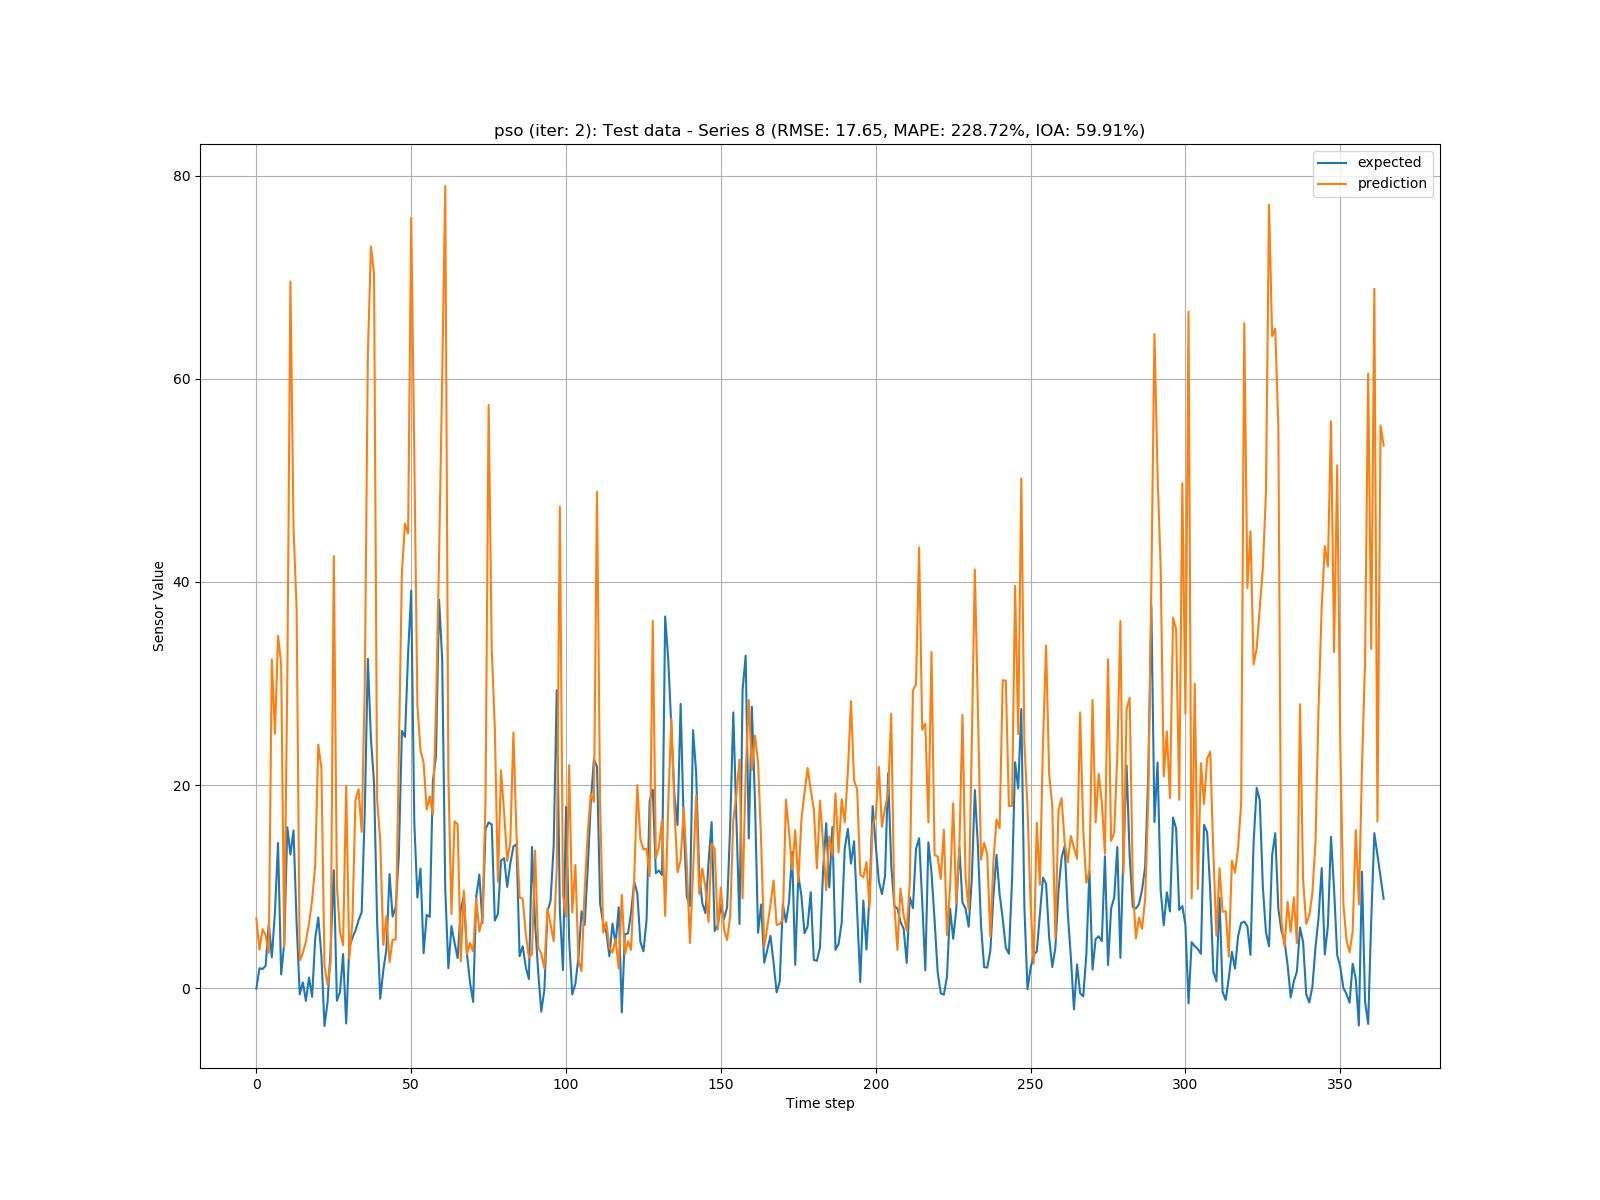 pso (iter: 2): Test data - Series 8 (RMSE: 17.65, MAPE: 228.72%, IOA: 59.91%)
expected
prediction
80
60
40
20
0
Sensor Value
0 50 100 150 200 250 300 350
Time step